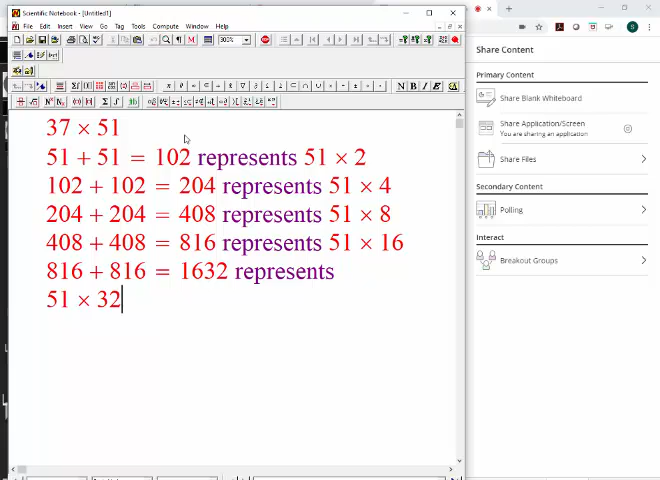 Scientific Notebook - [Untitled]
File Edit Insert View Go Tag Tools Compute Window Help
300%
N B I E
37 × 51
51 + 51 = 102 represents 51 × 2
102 + 102 = 204 represents 51 × 4
204 + 204 = 408 represents 51 × 8
408 + 408 = 816 represents 51 × 16
816 + 816 = 1632 represents
51 × 32
Share Content
Primary Content
Share Whiteboard
Share Application/Screen
You are sharing an application
Share Files
Secondary Content
Polling
Interact
Breakout Groups